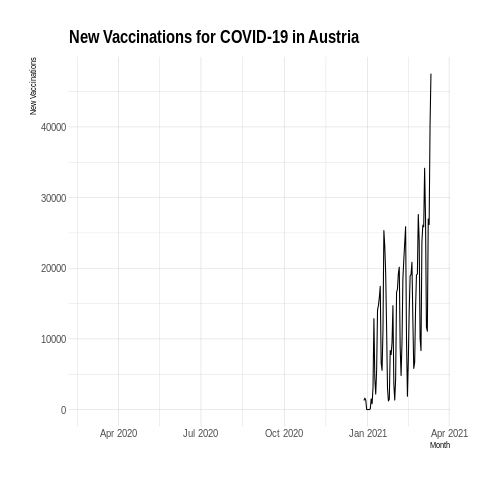 New Vaccinations for COVID-19 in Austria
New Vaccinations
40000
30000
20000
10000
0
Apr 2020 Jul 2020 Oct 2020 Jan 2021 Apr 2021
Month